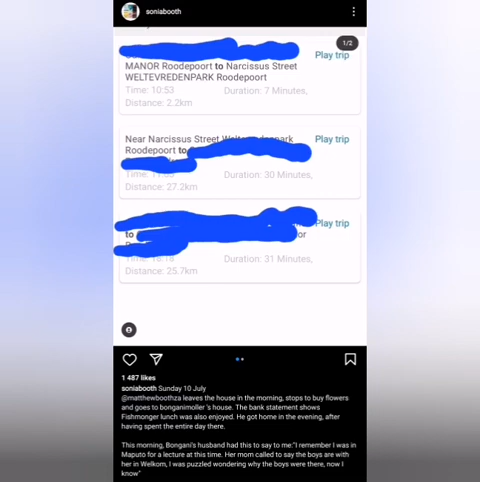 soniabooth
1/2
Play trip
MANOR Roodepoort to Narcissus Street
WELTEVREDENPARK Roodepoort
Time: 10:53 Duration: 7 Minutes,
Distance: 2,2km
Near Narcissus Street
Play trip
Roodepoort to
Duration: 30 Minutes,
Distance: 27.2km
Play trip
to
Duration: 31 Minutes,
Distance: 25.7km
1 487 likes
soniabooth Sunday 10 July
@matthewboothza leaves the house in the morning, stops to buy flowers
and goes to bonganimoller 's house. The bank statement shows
Fishmonger lunch was also enjoyed. He got home in the evening, after
having spent the entire day there.
This morning, Bongani's husband had this to say to me:"I remember I was in
Maputo for a lecture at this time. Her mom called to say the boys are with
her in Welkom, I was puzzled wondering why the boys were there, now I
know"